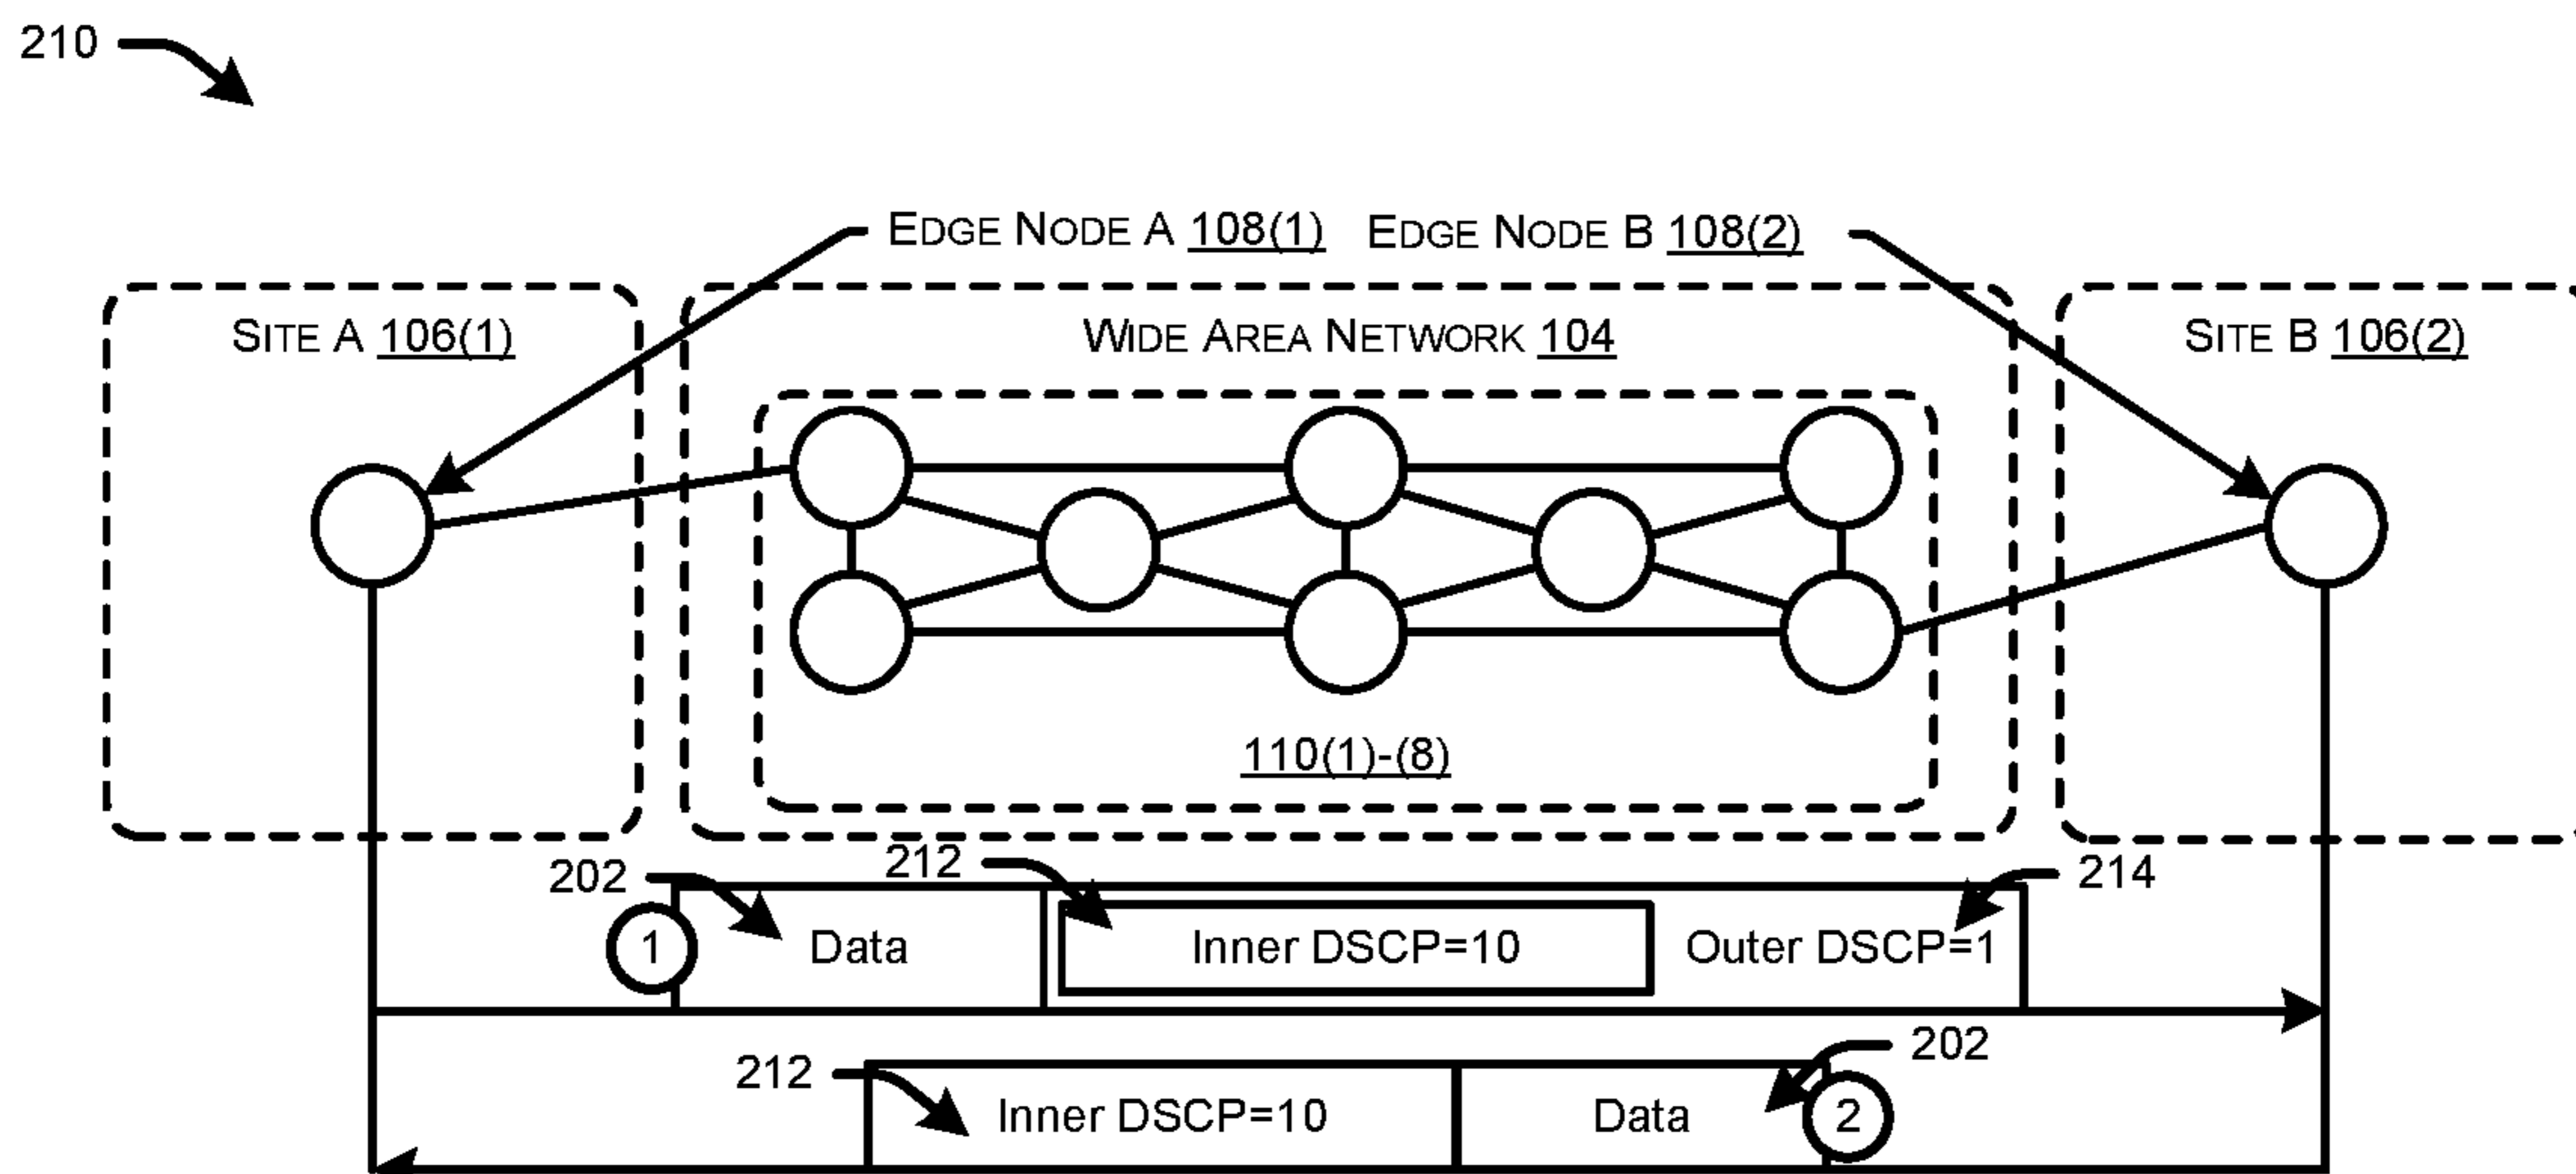 210
EDGE NODE A 108(1) EDGE NODE B 108(2)
SITE A 106(1)
WIDE AREA NETWORK 104
SITE B 106(2)
110(1)-(8)
202
212
214
1
Data
Inner DSCP=10
Outer DSCP=1
212
202
Inner DSCP=10
Data
2